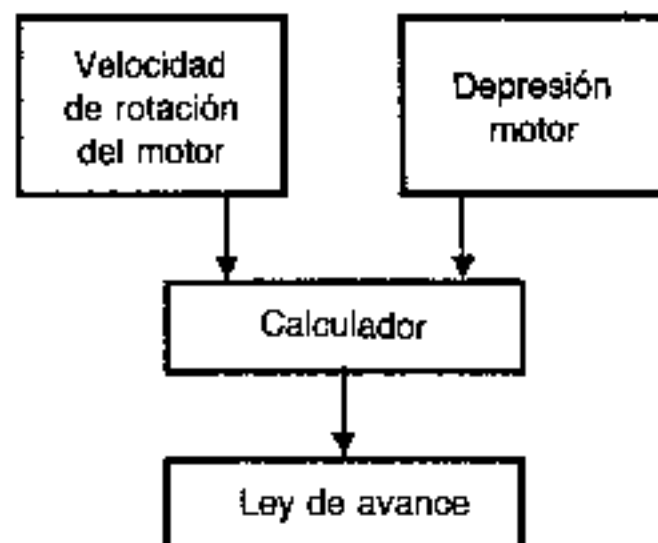 Velocidad
de rotación
del motor
Depresión
motor
Calculador
Ley de avance